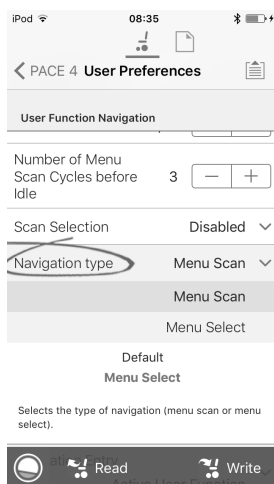 iPod 08:35
PACE 4 User Preferences
User Function Navigation
Number of Menu
Scan Cycles before
Idle
3 − +
Scan Selection Disabled
Navigation type Menu Scan
Menu Scan
Menu Select
Default
Menu Select
Selects the type of navigation (menu scan or menu
select).
Read Write